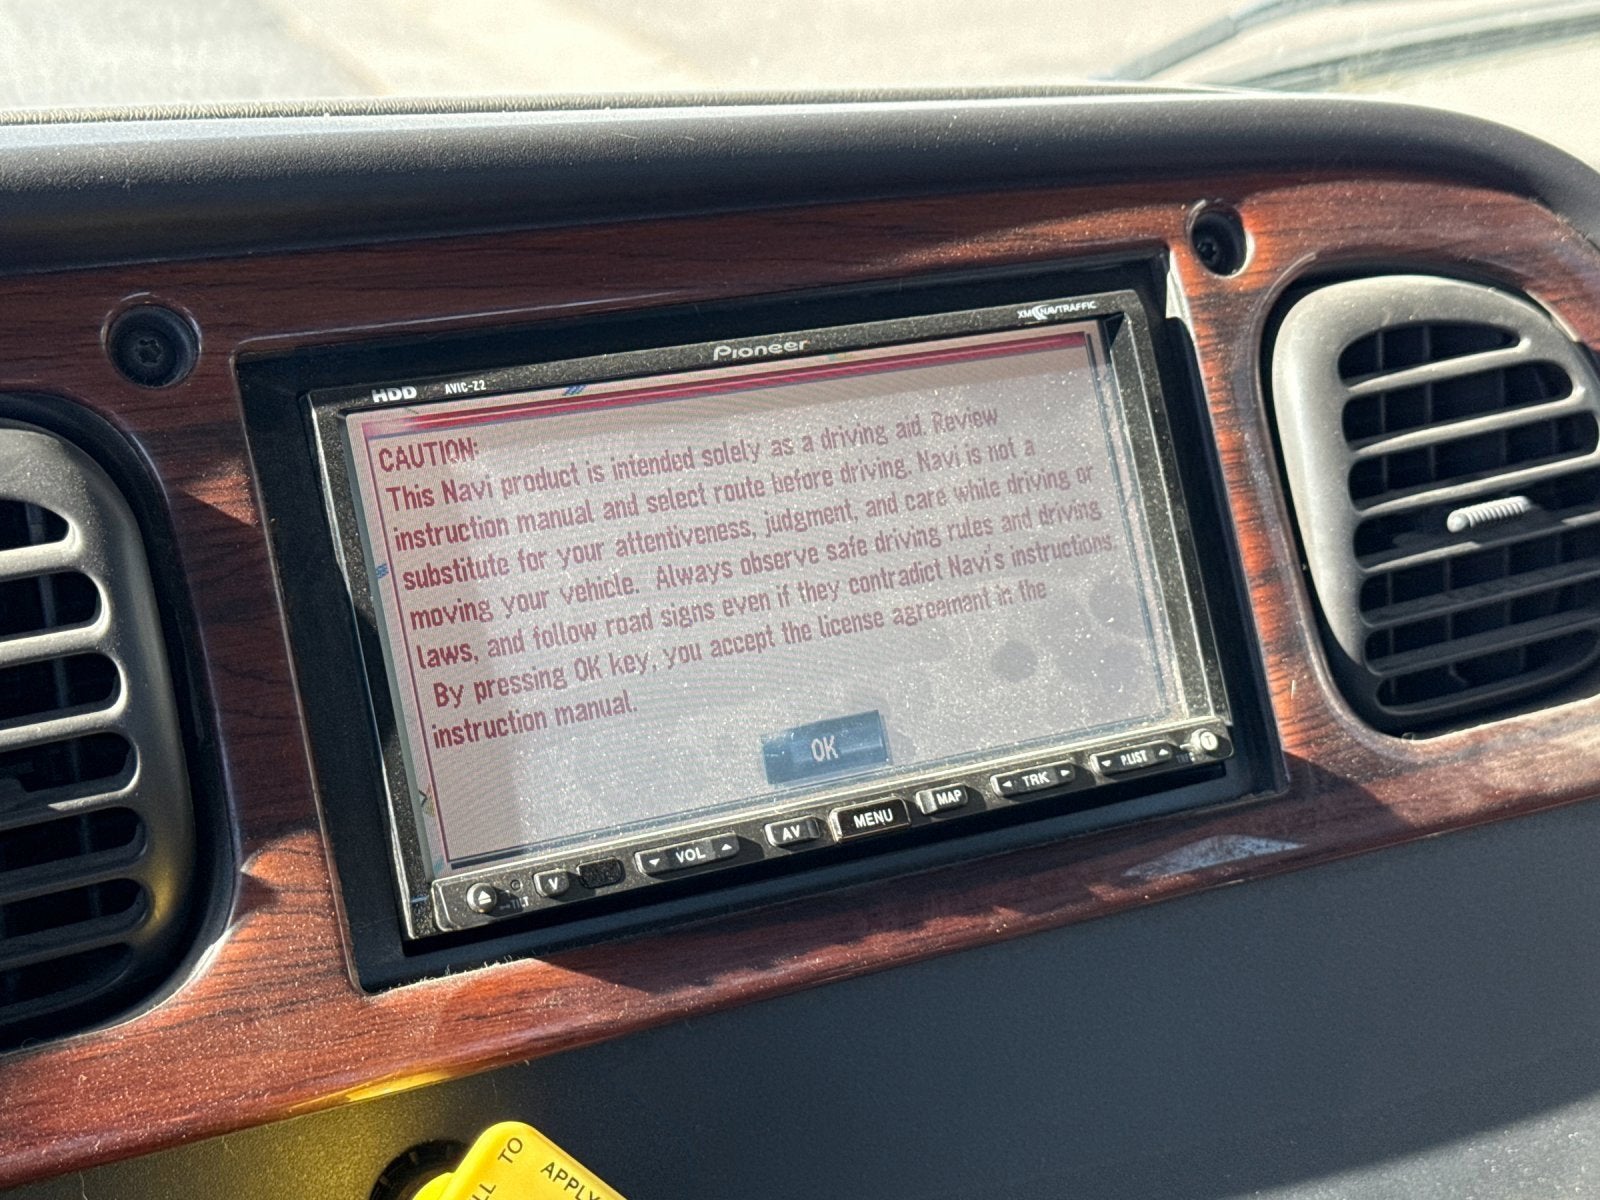 XM NAVTRAFFIC
Pioneer
HDD AVIC-Z2
CAUTION:
This Navi product is intended solely as a driving aid. Review
instruction manual and select route before driving. Navi is not a
substitute for your attentiveness, judgment, and care while driving or
moving your vehicle. Always observe safe driving rules and driving
laws, and follow road signs even if they contradict Navi's instructions.
By pressing OK key, you accept the license agreement in the
instruction manual.
OK
TILT V VOL AV MENU MAP TRK P.LIST
TO
APPLY